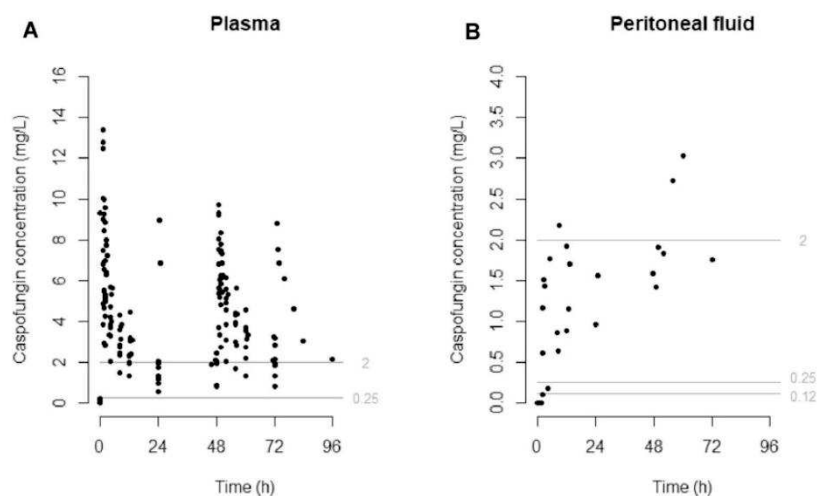 A
Plasma
Caspofungin concentration (mg/L)
16
14
12
10
8
6
4
2
0
2
0.25
0 24 48 72 96
Time (h)
B
Peritoneal fluid
Caspofungin concentration (mg/L)
4.0
3.5
3.0
2.5
2.0
1.5
1.0
0.5
0.0
2
0.25
0.12
0 24 48 72 96
Time (h)